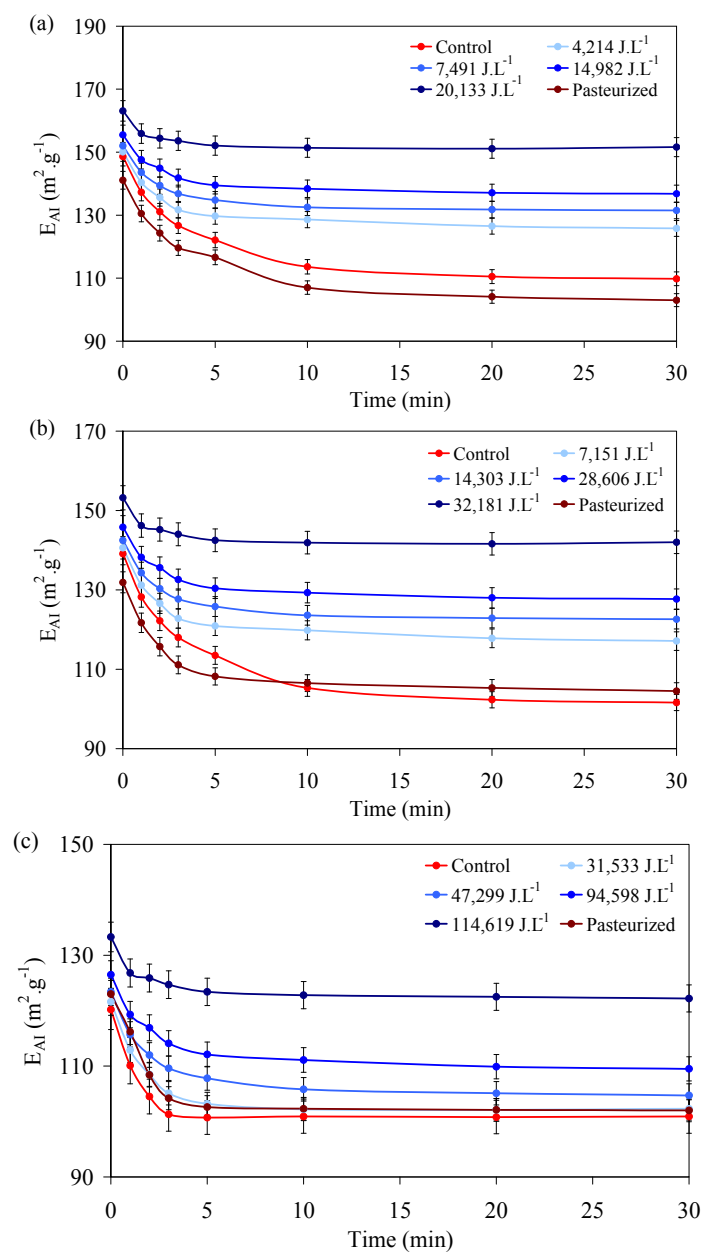 (a)
190
170
150
130
110
90
E_AI (m².g⁻¹)
Control 4,214 J.L⁻¹
7,491 J.L⁻¹ 14,982 J.L⁻¹
20,133 J.L⁻¹ Pasteurized
0 5 10 15 20 25 30
Time (min)
(b)
170
150
130
110
90
E_AI (m².g⁻¹)
Control 7,151 J.L⁻¹
14,303 J.L⁻¹ 28,606 J.L⁻¹
32,181 J.L⁻¹ Pasteurized
0 5 10 15 20 25 30
Time (min)
(c)
150
130
110
90
E_AI (m².g⁻¹)
Control 31,533 J.L⁻¹
47,299 J.L⁻¹ 94,598 J.L⁻¹
114,619 J.L⁻¹ Pasteurized
0 5 10 15 20 25 30
Time (min)